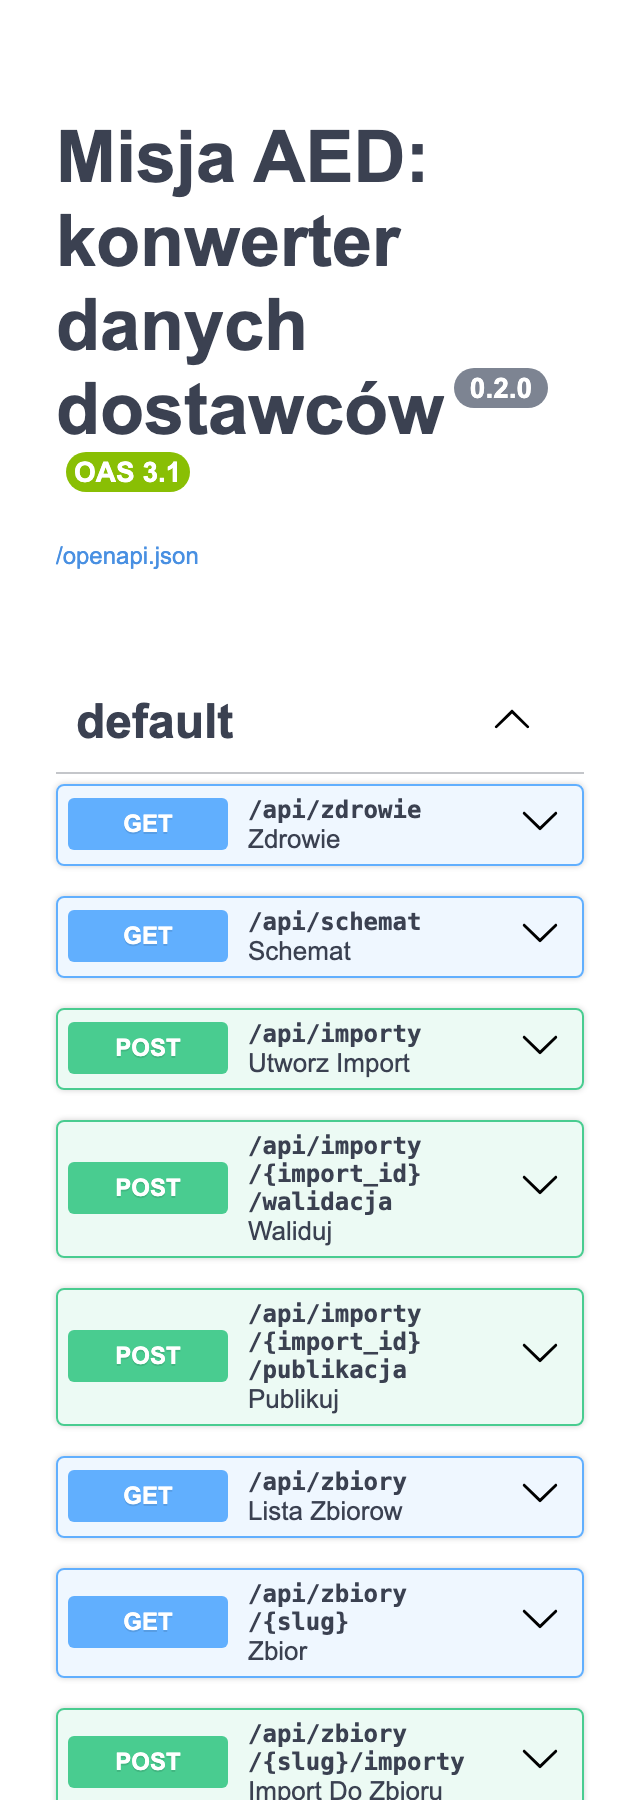 Misja AED:
konwerter
danych
dostawców 0.2.0
OAS 3.1
/openapi.json
default
GET /api/zdrowie
Zdrowie
GET /api/schemat
Schemat
POST /api/importy
Utworz Import
/api/importy
/{import_id}
POST /walidacja
Waliduj
/api/importy
/{import_id}
POST /publikacja
Publikuj
GET /api/zbiory
Lista Zbiorow
/api/zbiory
GET /{slug}
Zbior
/api/zbiory
POST /{slug}/importy
Import Do Zbioru